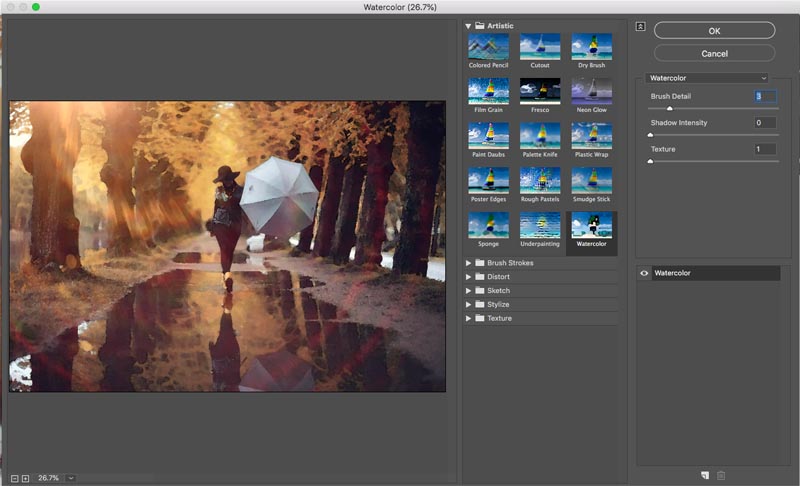 Watercolor (26.7%)
Artistic
Colored Pencil
Cutout
Dry Brush
Film Grain
Fresco
Neon Glow
Paint Daubs
Palette Knife
Plastic Wrap
Poster Edges
Rough Pastels
Smudge Stick
Sponge
Underpainting
Watercolor
Brush Strokes
Distort
Sketch
Stylize
Texture
OK
Cancel
Watercolor
Brush Detail 3
Shadow Intensity 0
Texture 1
Watercolor
26.7%